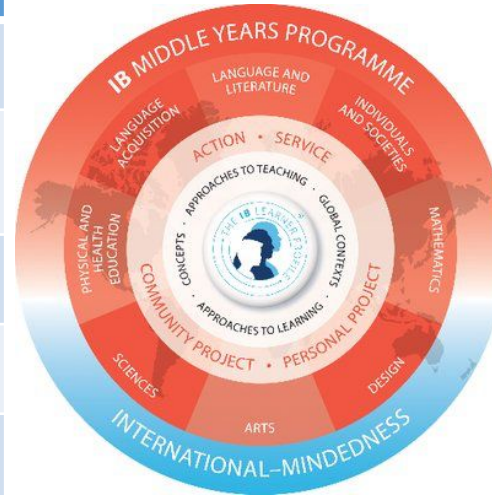 IB MIDDLE YEARS PROGRAMME
LANGUAGE AND
LITERATURE
INDIVIDUALS
AND SOCIETIES
MATHEMATICS
DESIGN
ARTS
SCIENCES
PHYSICAL AND
HEALTH
EDUCATION
LANGUAGE
ACQUISITION
ACTION • SERVICE
PERSONAL PROJECT
COMMUNITY PROJECT
APPROACHES TO TEACHING
GLOBAL CONTEXTS
APPROACHES TO LEARNING
CONCEPTS
THE IB LEARNER PROFILE
INTERNATIONAL–MINDEDNESS